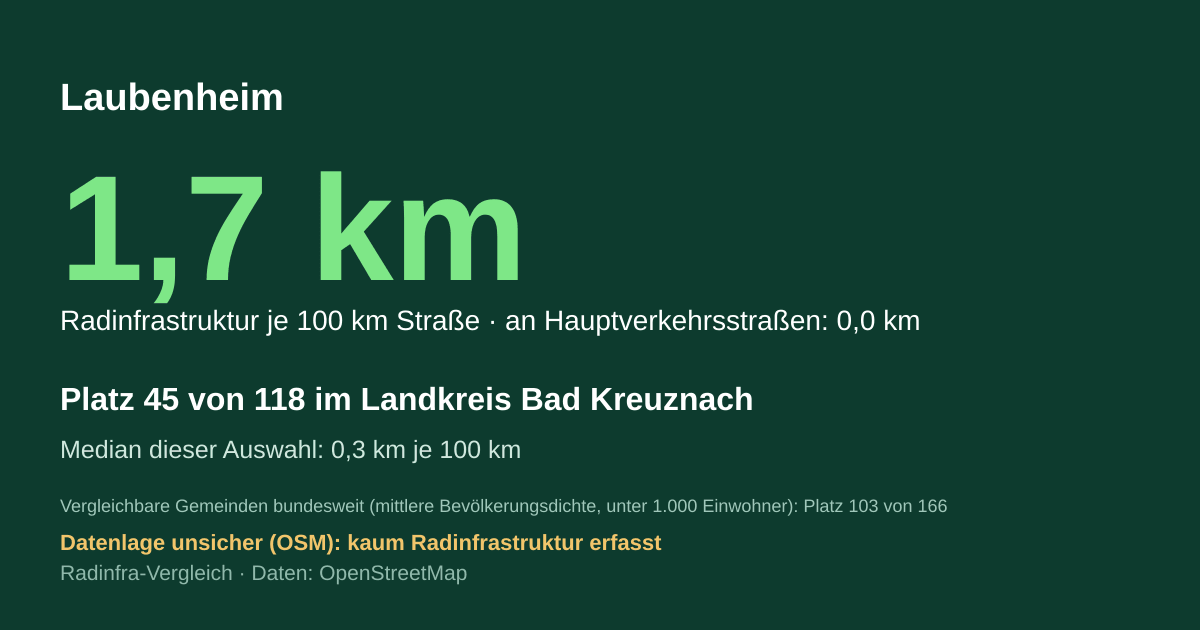 Laubenheim
1,7 km
Radinfrastruktur je 100 km Straße · an Hauptverkehrsstraßen: 0,0 km
Platz 45 von 118 im Landkreis Bad Kreuznach
Median dieser Auswahl: 0,3 km je 100 km
Vergleichbare Gemeinden bundesweit (mittlere Bevölkerungsdichte, unter 1.000 Einwohner): Platz 103 von 166
Datenlage unsicher (OSM): kaum Radinfrastruktur erfasst
Radinfra-Vergleich · Daten: OpenStreetMap